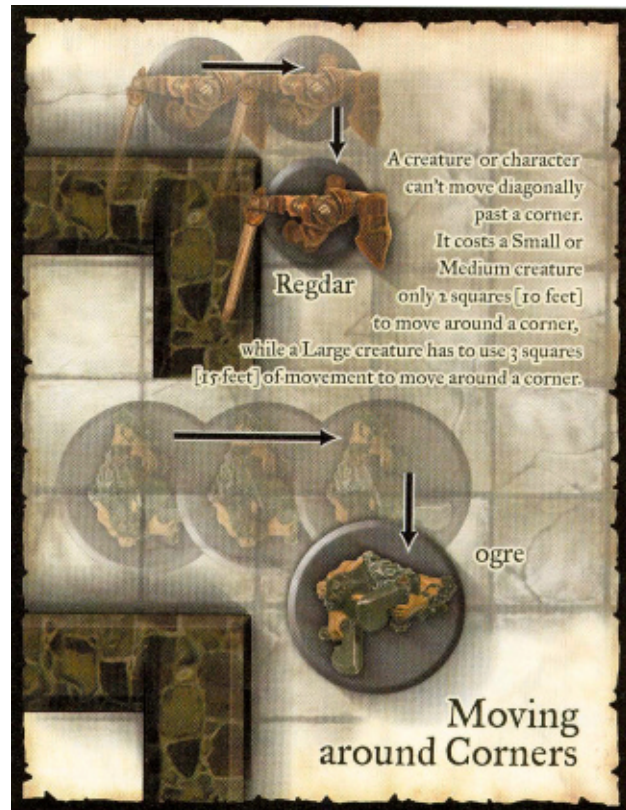 A creature or character
can't move diagonally
past a corner.
It costs a Small or
Medium creature
only 2 squares [10 feet]
to move around a corner,
while a Large creature has to use 3 squares
[15 feet] of movement to move around a corner.
Regdar
ogre
Moving
around Corners